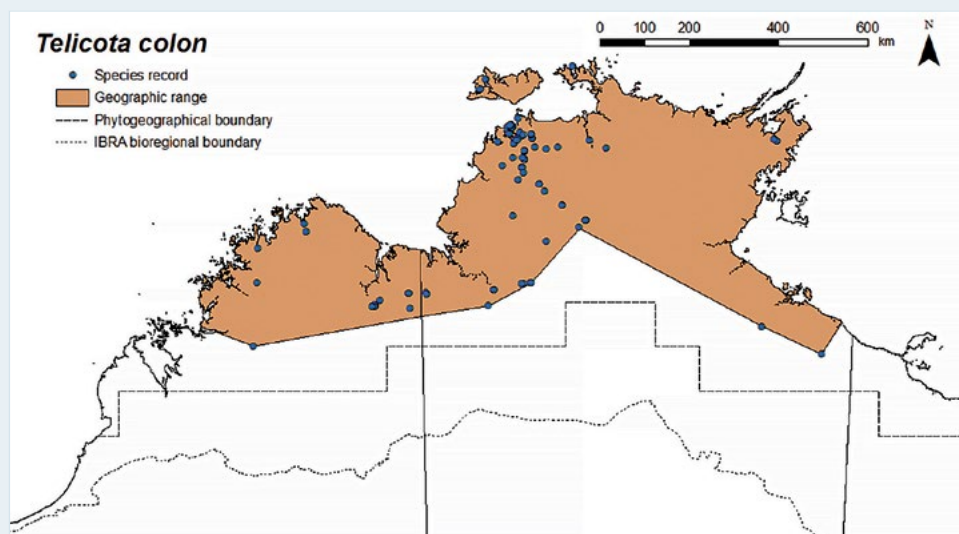 Telicota colon
Species record
Geographic range
Phytogeographical boundary
IBRA bioregional boundary
0 100 200 400 600
km
N